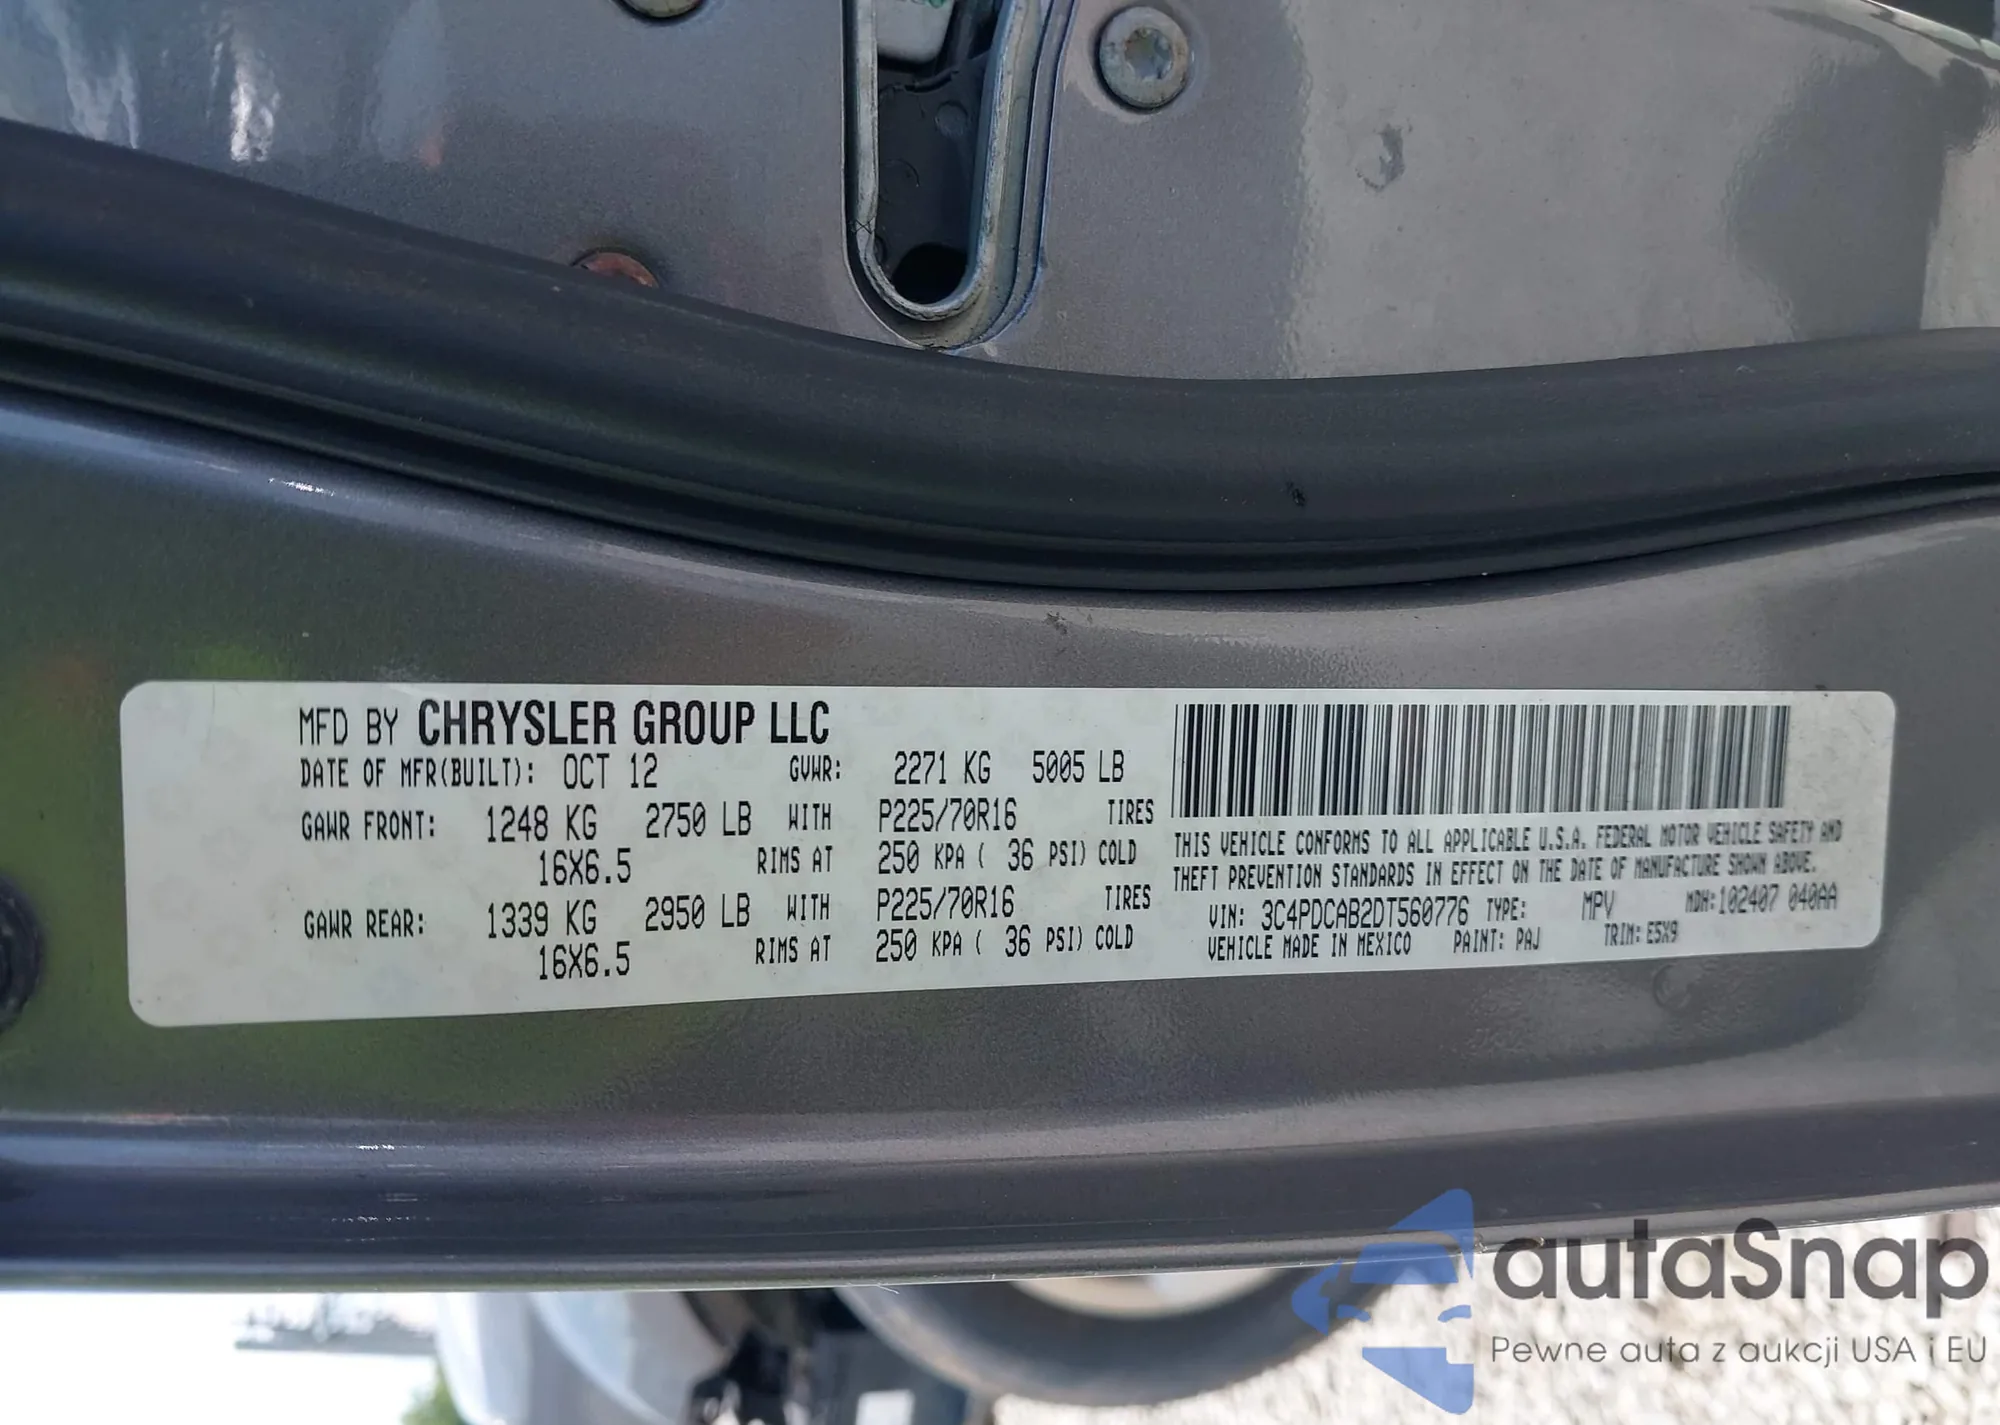 MFD BY CHRYSLER GROUP LLC
DATE OF MFR(BUILT): OCT 12 GVWR: 2271 KG 5005 LB
GAWR FRONT: 1248 KG 2750 LB WITH P225/70R16 TIRES
16X6.5 RIMS AT 250 KPA ( 36 PSI) COLD
GAWR REAR: 1339 KG 2950 LB WITH P225/70R16 TIRES
16X6.5 RIMS AT 250 KPA ( 36 PSI) COLD
THIS VEHICLE CONFORMS TO ALL APPLICABLE U.S.A. FEDERAL MOTOR VEHICLE SAFETY AND
THEFT PREVENTION STANDARDS IN EFFECT ON THE DATE OF MANUFACTURE SHOWN ABOVE.
VIN: 3C4PDCAB2DT560776 TYPE: MPV MDH:102407 040AA
VEHICLE MADE IN MEXICO PAINT: PAJ TRIM: E5X9
autaSnap
Pewne auta z aukcji USA i EU